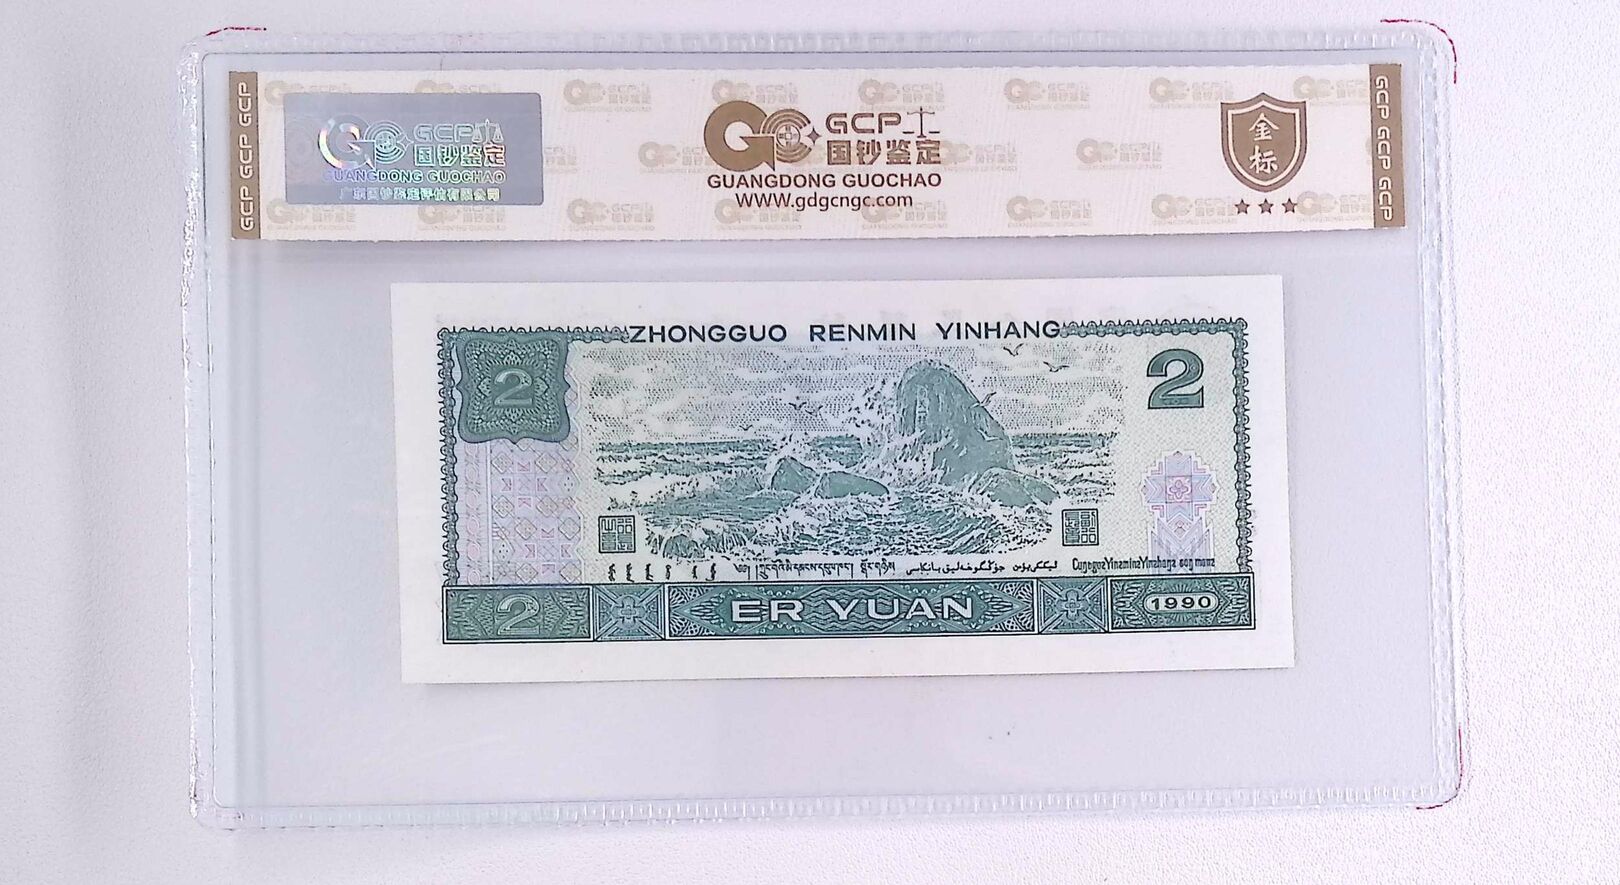 GCP GCP GCP
GCP
国钞鉴定
GUANGDONG GUOCHAO
广东国钞鉴定评估有限公司
GCP
国钞鉴定
GUANGDONG GUOCHAO
WWW.gdgcngc.com
金标
GCP GCP GCP
ZHONGGUO RENMIN YINHANG
2
2
Cunghgoz Yinzminz Yinzhangz song maenz
2
ER YUAN
1990